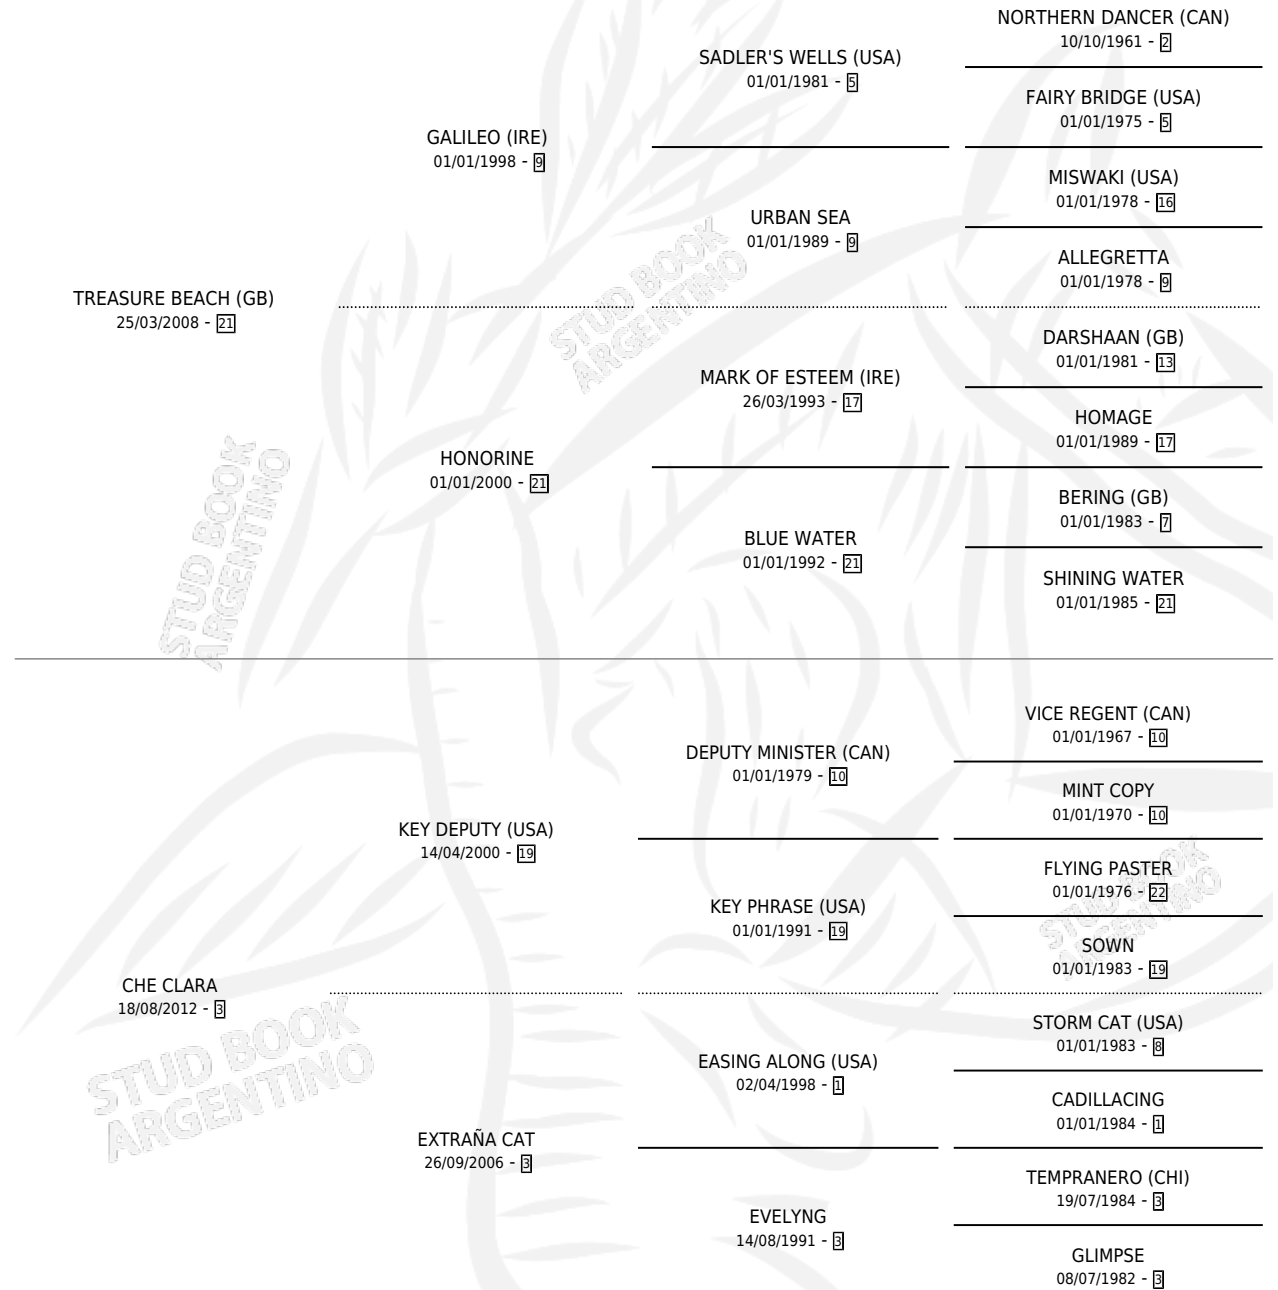 NORTHERN DANCER (CAN)
10/10/1961 - 2
SADLER'S WELLS (USA)
01/01/1981 - 5
FAIRY BRIDGE (USA)
01/01/1975 - 5
GALILEO (IRE)
01/01/1998 - 9
MISWAKI (USA)
01/01/1978 - 16
URBAN SEA
01/01/1989 - 9
ALLEGRETTA
01/01/1978 - 9
TREASURE BEACH (GB)
25/03/2008 - 21
STUD BOOK
ARGENTINO
DARSHAAN (GB)
01/01/1981 - 13
MARK OF ESTEEM (IRE)
26/03/1993 - 17
HOMAGE
01/01/1989 - 17
HONORINE
01/01/2000 - 21
BERING (GB)
01/01/1983 - 7
BLUE WATER
01/01/1992 - 21
SHINING WATER
01/01/1985 - 21
STUD BOOK
ARGENTINO
VICE REGENT (CAN)
01/01/1967 - 10
DEPUTY MINISTER (CAN)
01/01/1979 - 10
MINT COPY
01/01/1970 - 10
KEY DEPUTY (USA)
14/04/2000 - 19
FLYING PASTER
01/01/1976 - 22
KEY PHRASE (USA)
01/01/1991 - 19
SOWN
01/01/1983 - 19
STUD BOOK
ARGENTINO
CHE CLARA
18/08/2012 - 3
STORM CAT (USA)
01/01/1983 - 8
EASING ALONG (USA)
02/04/1998 - 1
CADILLACING
01/01/1984 - 1
STUD BOOK
ARGENTINO
EXTRAÑA CAT
26/09/2006 - 3
TEMPRANERO (CHI)
19/07/1984 - 3
EVELYNG
14/08/1991 - 3
GLIMPSE
08/07/1982 - 3